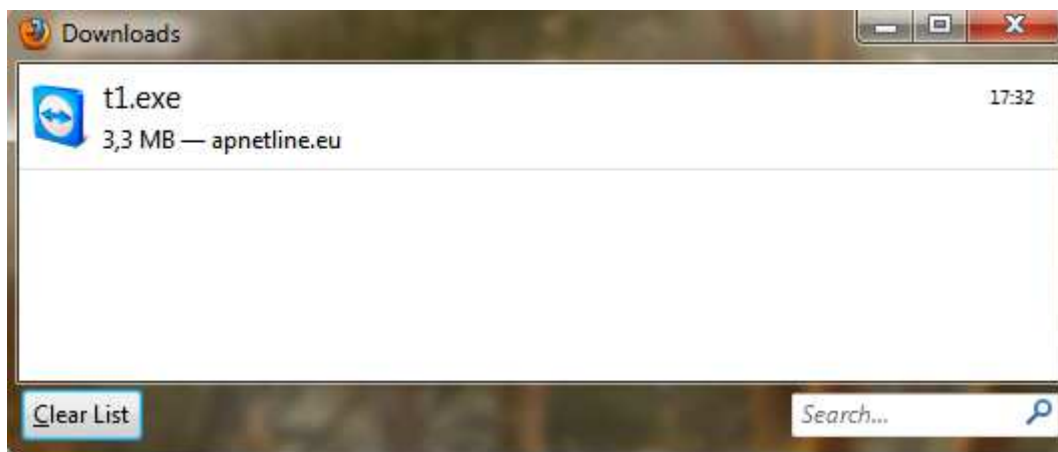 Downloads
t1.exe
17:32
3,3 MB — apnetline.eu
Clear List
Search...